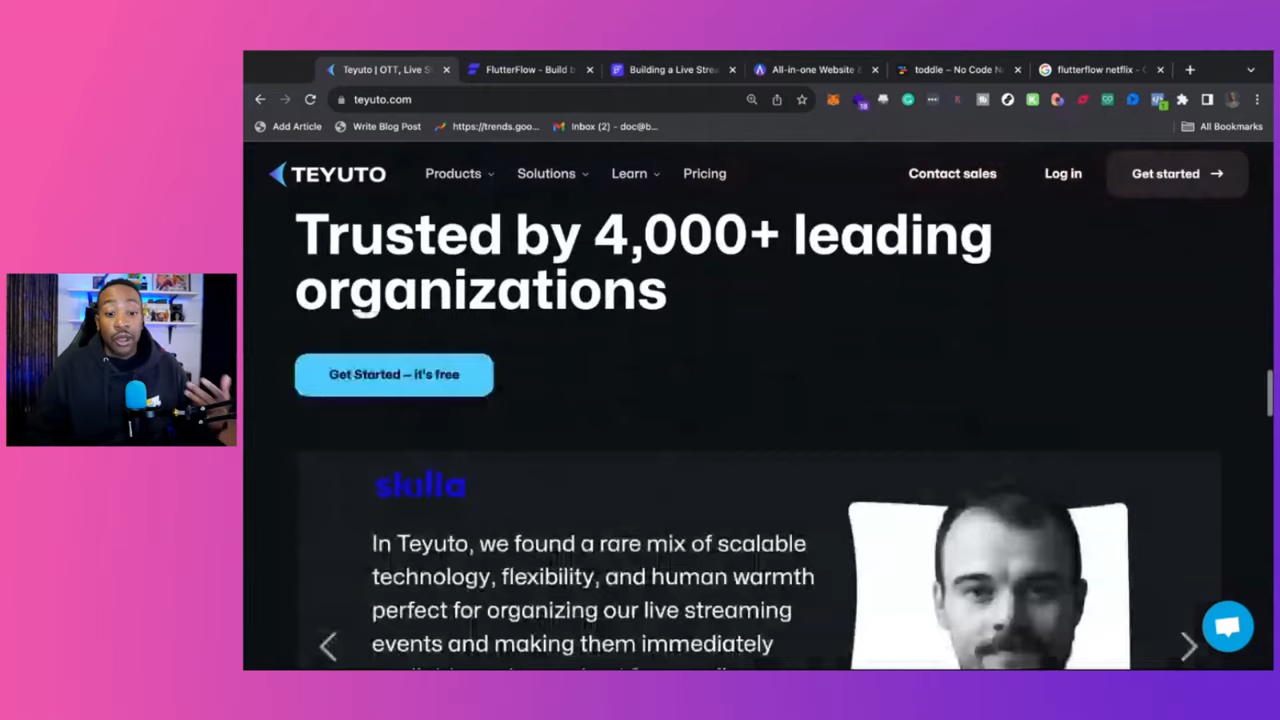 Teyuto | OTT, Live S
FlutterFlow - Build b
Building a Live Strea
All-in-one Website &
toddle – No Code N
flutterflow netflix - G
teyuto.com
18
1
Add Article
Write Blog Post
https://trends.goo...
Inbox (2) - doc@b...
All Bookmarks
TEYUTO
Products
Solutions
Learn
Pricing
Contact sales
Log in
Get started →
Trusted by 4,000+ leading
organizations
Get Started – it's free
skilla
In Teyuto, we found a rare mix of scalable
technology, flexibility, and human warmth
perfect for organizing our live streaming
events and making them immediately